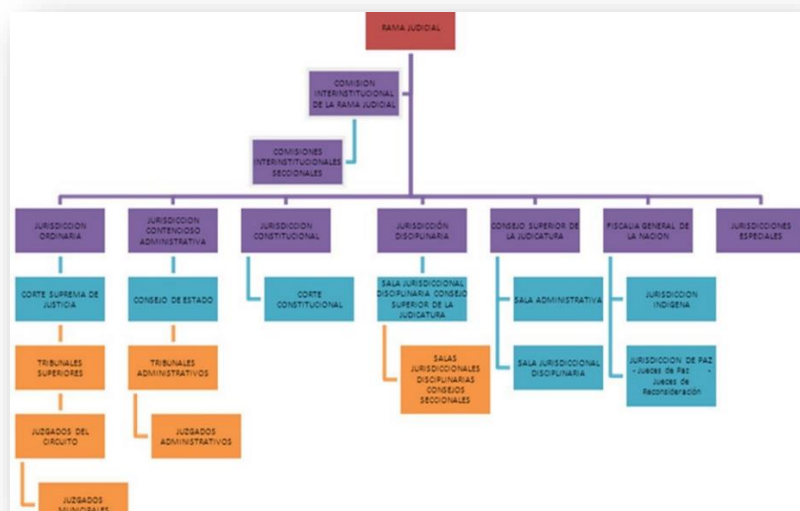 RAMA JUDICIAL
COMISION
INTERINSTITUCIONAL
DE LA RAMA JUDICIAL
COMISIONES
INTERINSTITUCIONALES
SECCIONALES
JURISDICCION
ORDINARIA
JURISDICCION
CONTENCIOSO
ADMINISTRATIVA
JURISDICCION
CONSTITUCIONAL
JURISDICCIÓN
DISCIPLINARIA
CONSEJO SUPERIOR DE
LA JUDICATURA
FISCALIA GENERAL DE
LA NACION
JURISDICCIONES
ESPECIALES
CORTE SUPREMA DE
JUSTICIA
CONSEJO DE ESTADO
CORTE
CONSTITUCIONAL
SALA JURISDICCIONAL
DISCIPLINARIA CONSEJO
SUPERIOR DE LA
JUDICATURA
SALA ADMINISTRATIVA
JURISDICCION
INDIGENA
TRIBUNALES
SUPERIORES
TRIBUNALES
ADMINISTRATIVOS
SALAS
JURISDICCIONALES
DISCIPLINARIAS
CONSEJOS
SECCIONALES
SALA JURISDICCIONAL
DISCIPLINARIA
JURISDICCION DE PAZ
- Jueces de Paz -
Jueces de
Reconsideración
JUZGADOS DEL
CIRCUITO
JUZGADOS
ADMINISTRATIVOS
JUZGADOS
MUNICIPALES